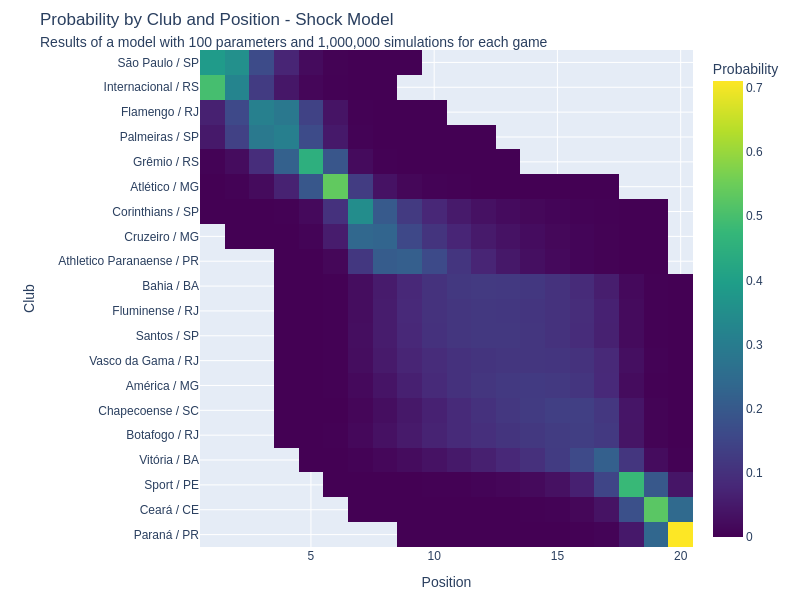 Probability by Club and Position - Shock Model
Results of a model with 100 parameters and 1,000,000 simulations for each game
Probability
São Paulo / SP
Internacional / RS
Flamengo / RJ
Palmeiras / SP
Grêmio / RS
Atlético / MG
Corinthians / SP
Cruzeiro / MG
Athletico Paranaense / PR
Bahia / BA
Fluminense / RJ
Santos / SP
Vasco da Gama / RJ
América / MG
Chapecoense / SC
Botafogo / RJ
Vitória / BA
Sport / PE
Ceará / CE
Paraná / PR
Club
5 10 15 20
Position
0.7
0.6
0.5
0.4
0.3
0.2
0.1
0